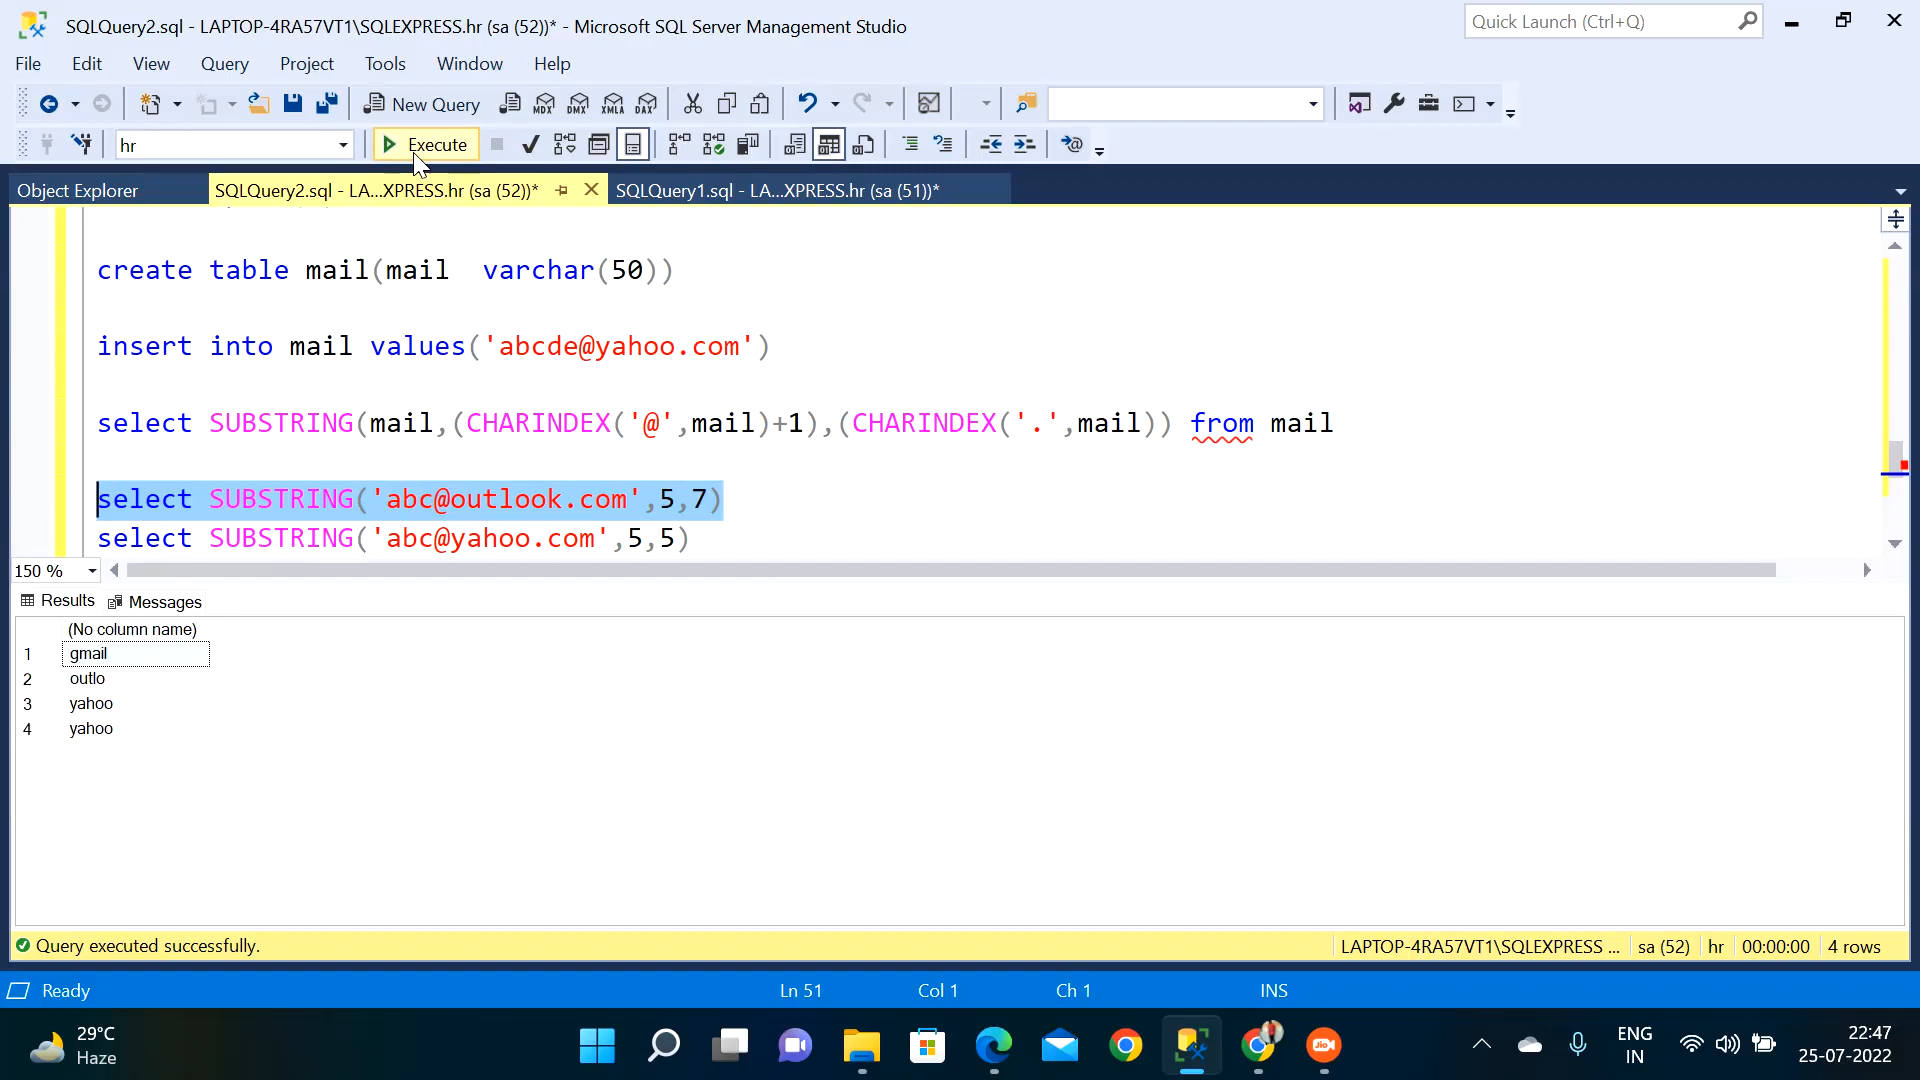 SQLQuery2.sql - LAPTOP-4RA57VT1\SQLEXPRESS.hr (sa (52))* - Microsoft SQL Server Management Studio
Quick Launch (Ctrl+Q)
File Edit View Query Project Tools Window Help
New Query MDX DMX XMLA DAX
hr Execute
Object Explorer SQLQuery2.sql - LA...XPRESS.hr (sa (52))* SQLQuery1.sql - LA...XPRESS.hr (sa (51))*
create table mail(mail  varchar(50))
insert into mail values('abcde@yahoo.com')
select SUBSTRING(mail,(CHARINDEX('@',mail)+1),(CHARINDEX('.',mail)) from mail
select SUBSTRING('abc@outlook.com',5,7)
select SUBSTRING('abc@yahoo.com',5,5)
150 %
Results Messages
(No column name)
1 gmail
2 outlo
3 yahoo
4 yahoo
Query executed successfully. LAPTOP-4RA57VT1\SQLEXPRESS ... sa (52) hr 00:00:00 4 rows
Ready Ln 51 Col 1 Ch 1 INS
29°C
Haze
Jio
ENG
IN
22:47
25-07-2022